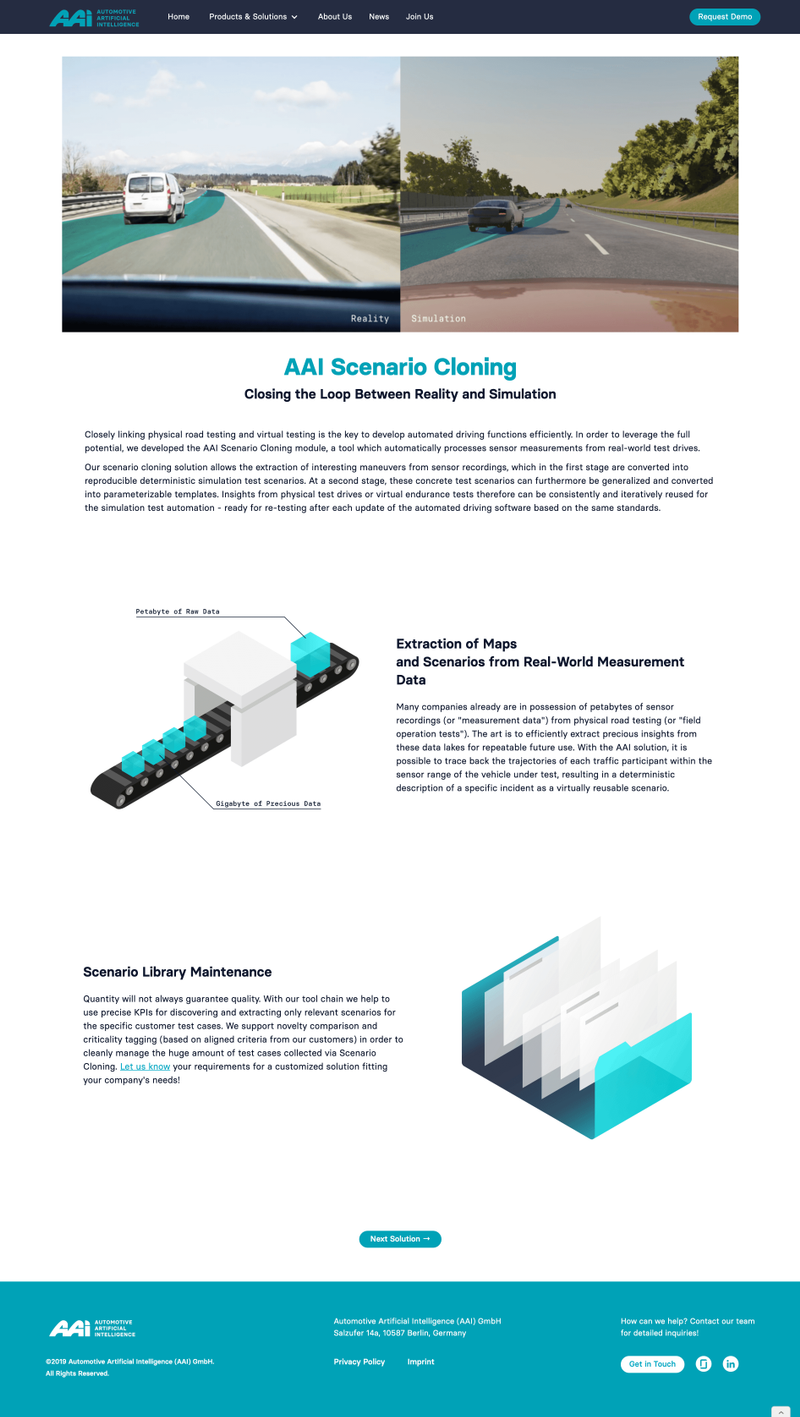 AAi AUTOMOTIVE
ARTIFICIAL
INTELLIGENCE
Home Products & Solutions About Us News Join Us
Request Demo
Reality
Simulation
AAI Scenario Cloning
Closing the Loop Between Reality and Simulation
Closely linking physical road testing and virtual testing is the key to develop automated driving functions efficiently. In order to leverage the full
potential, we developed the AAI Scenario Cloning module, a tool which automatically processes sensor measurements from real-world test drives.
Our scenario cloning solution allows the extraction of interesting maneuvers from sensor recordings, which in the first stage are converted into
reproducible deterministic simulation test scenarios. At a second stage, these concrete test scenarios can furthermore be generalized and converted
into parameterizable templates. Insights from physical test drives or virtual endurance tests therefore can be consistently and iteratively reused for
the simulation test automation - ready for re-testing after each update of the automated driving software based on the same standards.
Petabyte of Raw Data
Gigabyte of Precious Data
Extraction of Maps
and Scenarios from Real-World Measurement
Data
Many companies already are in possession of petabytes of sensor
recordings (or "measurement data") from physical road testing (or "field
operation tests"). The art is to efficiently extract precious insights from
these data lakes for repeatable future use. With the AAI solution, it is
possible to trace back the trajectories of each traffic participant within the
sensor range of the vehicle under test, resulting in a deterministic
description of a specific incident as a virtually reusable scenario.
Scenario Library Maintenance
Quantity will not always guarantee quality. With our tool chain we help to
use precise KPIs for discovering and extracting only relevant scenarios for
the specific customer test cases. We support novelty comparison and
criticality tagging (based on aligned criteria from our customers) in order to
cleanly manage the huge amount of test cases collected via Scenario
Cloning. Let us know your requirements for a customized solution fitting
your company's needs!
Next Solution →
AAi AUTOMOTIVE
ARTIFICIAL
INTELLIGENCE
©2019 Automotive Artificial Intelligence (AAI) GmbH.
All Rights Reserved.
Automotive Artificial Intelligence (AAI) GmbH
Salzufer 14a, 10587 Berlin, Germany
Privacy Policy Imprint
How can we help? Contact our team
for detailed inquiries!
Get in Touch
in